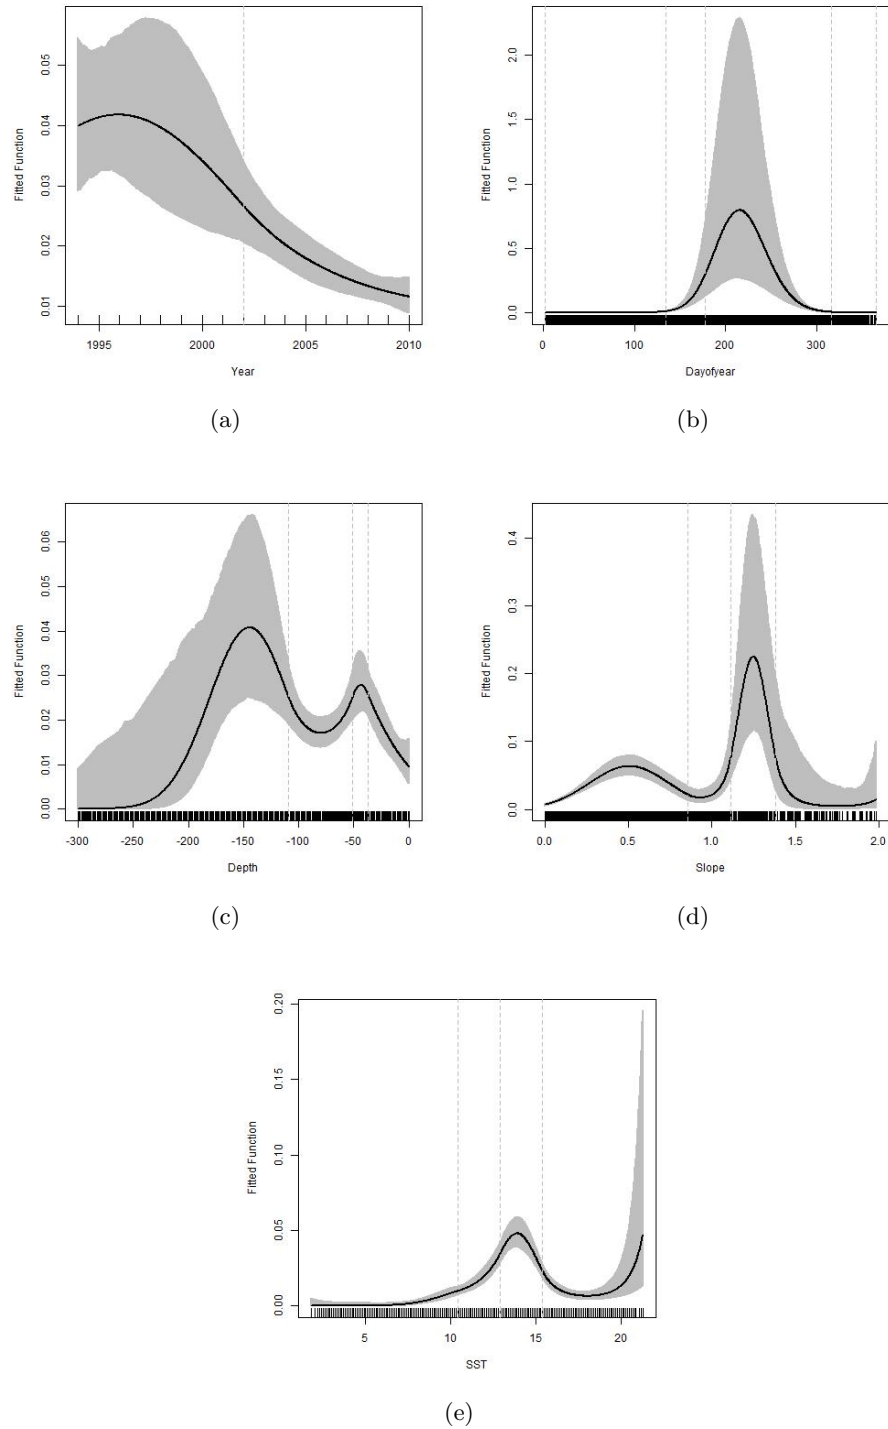 0.05
0.04
0.03
0.02
0.01
Fitted Function
1995 2000 2005 2010
Year
(a)
2.0
1.5
1.0
0.5
0.0
Fitted Function
0 100 200 300
Dayofyear
(b)
0.06
0.05
0.04
0.03
0.02
0.01
0.00
Fitted Function
-300 -250 -200 -150 -100 -50 0
Depth
(c)
0.4
0.3
0.2
0.1
0.0
Fitted Function
0.0 0.5 1.0 1.5 2.0
Slope
(d)
0.20
0.15
0.10
0.05
0.00
Fitted Function
5 10 15 20
SST
(e)